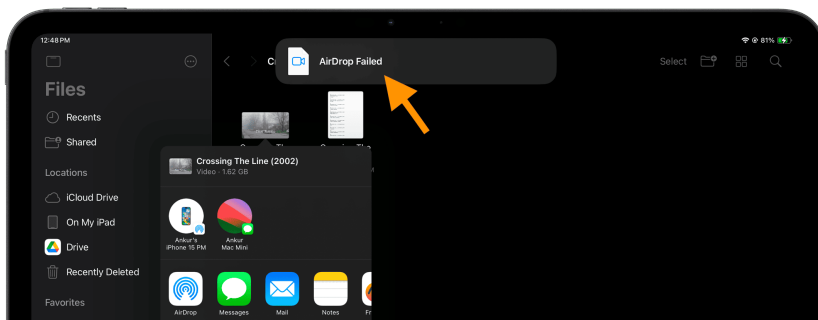 12:48 PM
81%
Files
Recents
Shared
Locations
iCloud Drive
On My iPad
Drive
Recently Deleted
Favorites
AirDrop Failed
Select
Crossing The Line (2002)
Video · 1.62 GB
Ankur's
iPhone 15 PM
Ankur
Mac Mini
AirDrop
Messages
Mail
Notes